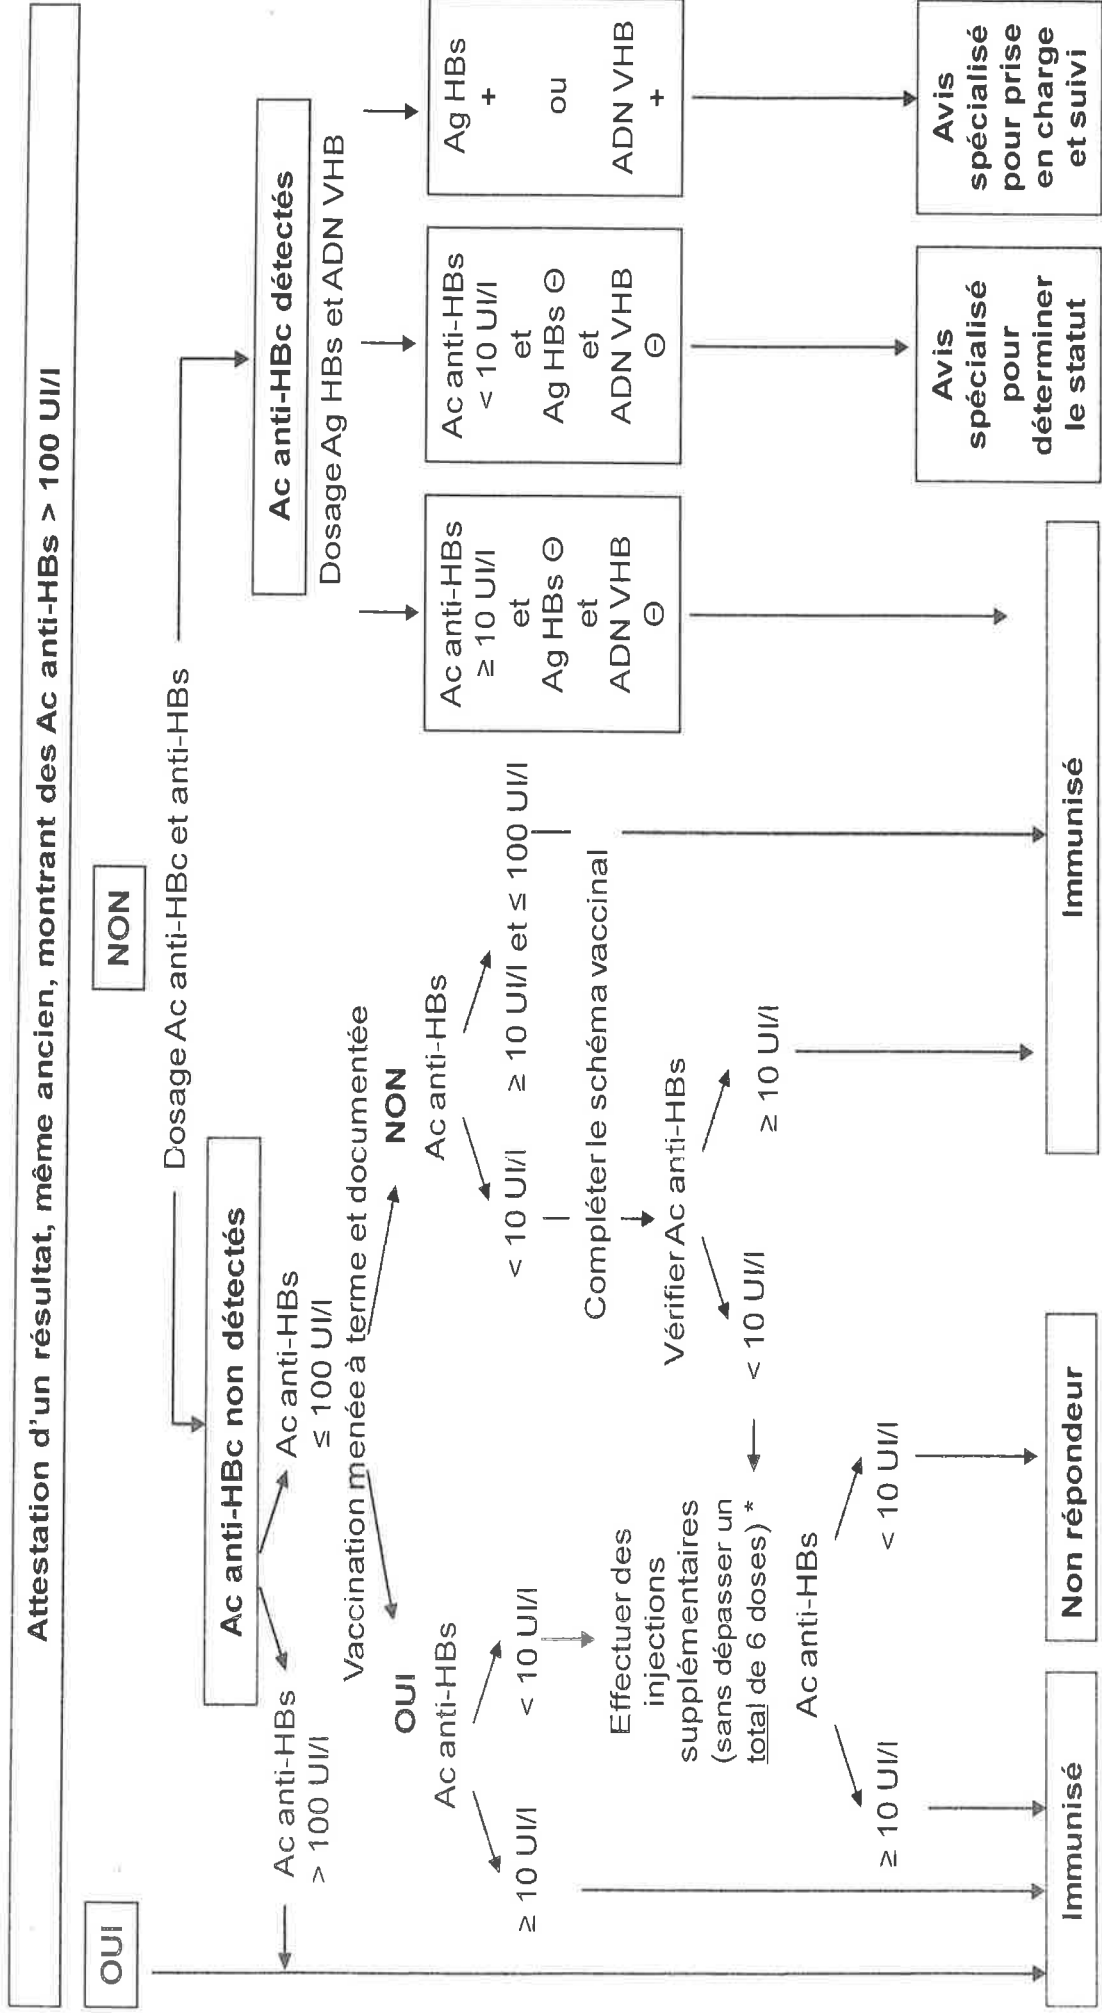 Attestation d'un résultat, même ancien, montrant des Ac anti-HBs > 100 UI/l
OUI
NON
Dosage Ac anti-HBc et anti-HBs
Ac anti-HBc non détectés
Ac anti-HBc détectés
Dosage Ag HBs et ADN VHB
Ac anti-HBs
> 100 UI/l
Ac anti-HBs
≤ 100 UI/l
Vaccination menée à terme et documentée
OUI
Ac anti-HBs
NON
Ac anti-HBs
≥ 10 UI/l
< 10 UI/l
< 10 UI/l
≥ 10 UI/l et ≤ 100 UI/l
Ac anti-HBs
≥ 10 UI/l
et
Ag HBs ⊖
et
ADN VHB
⊖
Ac anti-HBs
< 10 UI/l
et
Ag HBs ⊖
et
ADN VHB
⊖
Ag HBs
+
ou
ADN VHB
+
Compléter le schéma vaccinal
Effectuer des
injections
supplémentaires
(sans dépasser un
total de 6 doses) *
Vérifier Ac anti-HBs
< 10 UI/l
≥ 10 UI/l
Ac anti-HBs
≥ 10 UI/l
< 10 UI/l
Immunisé
Non répondeur
Immunisé
Avis
spécialisé
pour
déterminer
le statut
Avis
spécialisé
pour prise
en charge
et suivi